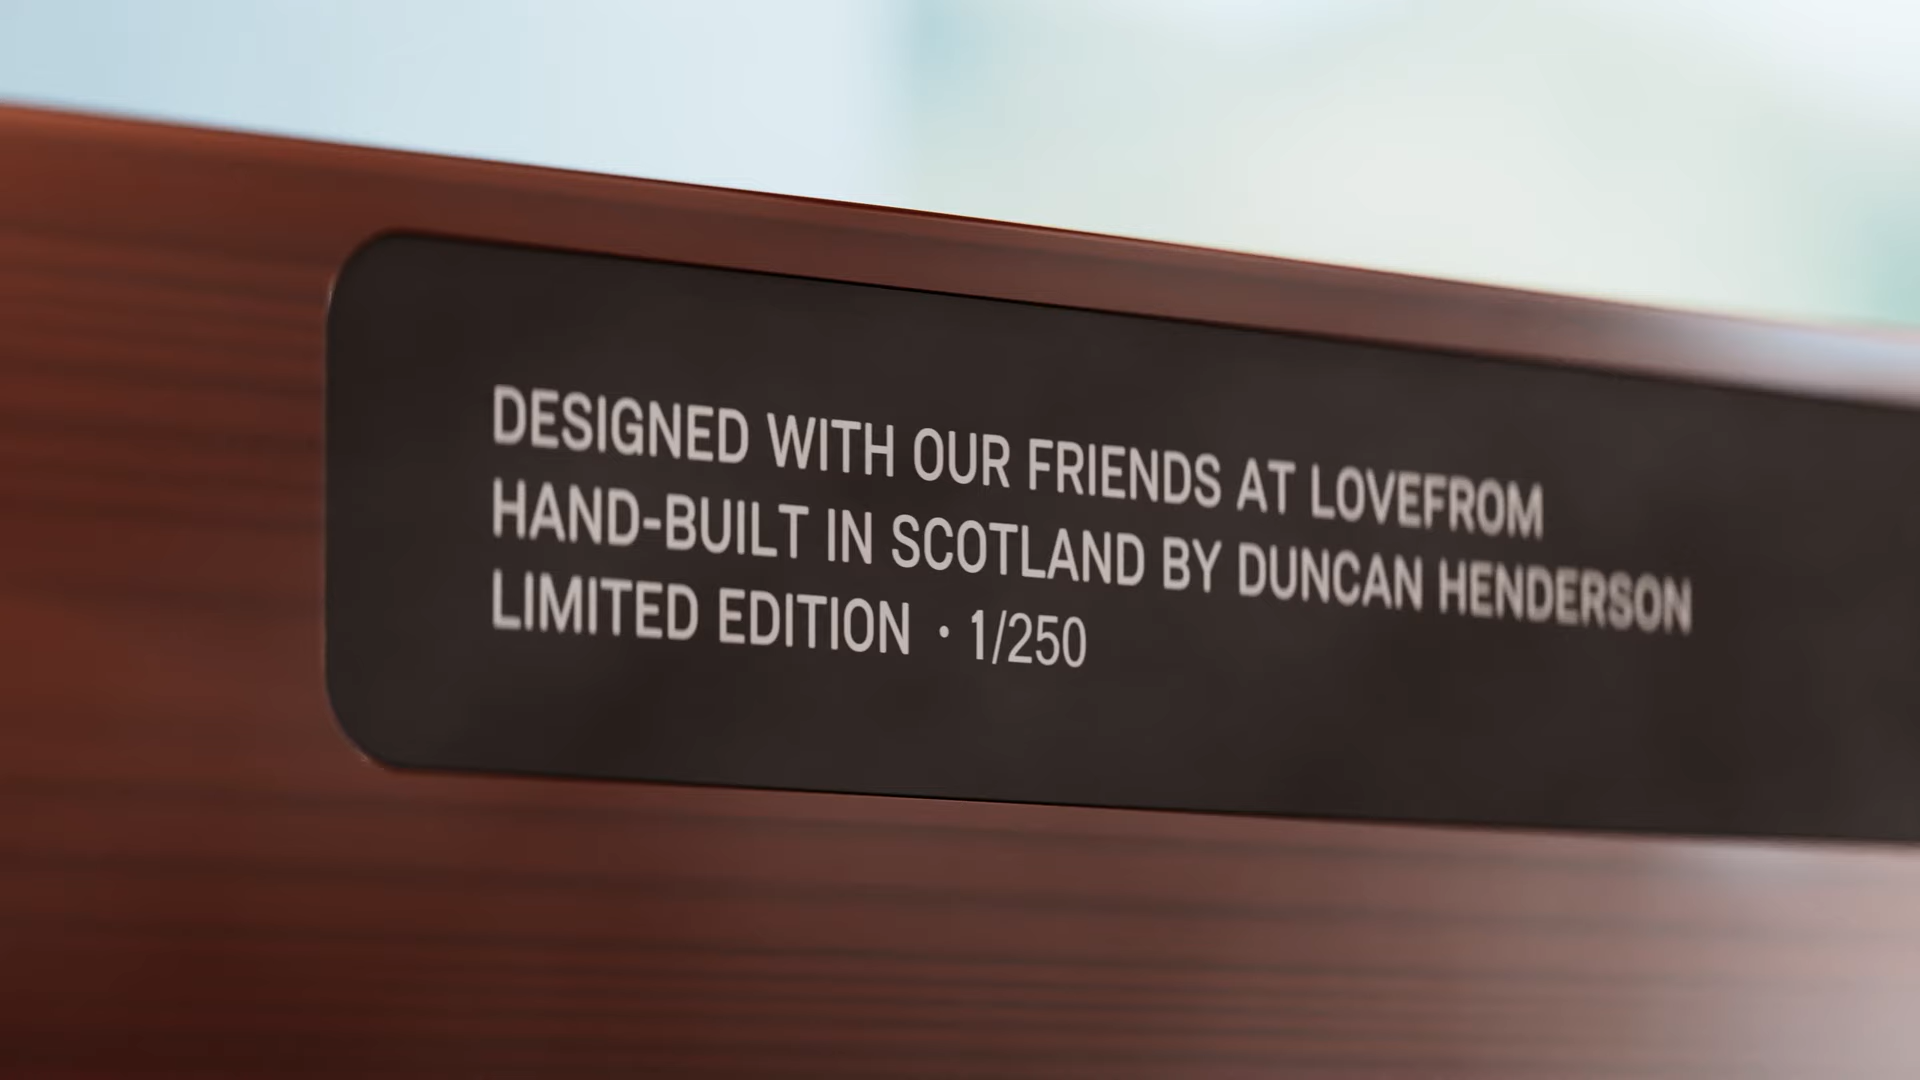 DESIGNED WITH OUR FRIENDS AT LOVEFROM
HAND-BUILT IN SCOTLAND BY DUNCAN HENDERSON
LIMITED EDITION · 1/250